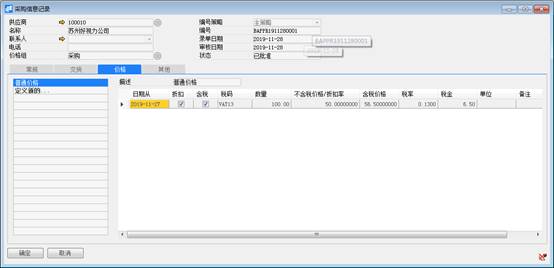 采购信息记录
供应商 100010 编号策略 主策略
名称 苏州好视力公司 编号 BAPPR1911280001
联系人 录单日期 2019-11-28 BAPPR1911280001
电话 审核日期 2019-11-28
价格组 采购 状态 已批准
常规 交货 价格 其他
普通价格 描述 普通价格
定义新的...
日期从 折扣 含税 税码 数量 不含税价格/折扣率 含税价格 税率 税金 单位 备注
2019-11-27 VAT13 100.00 50.00000000 56.50000000 0.1300 6.50
确定 取消